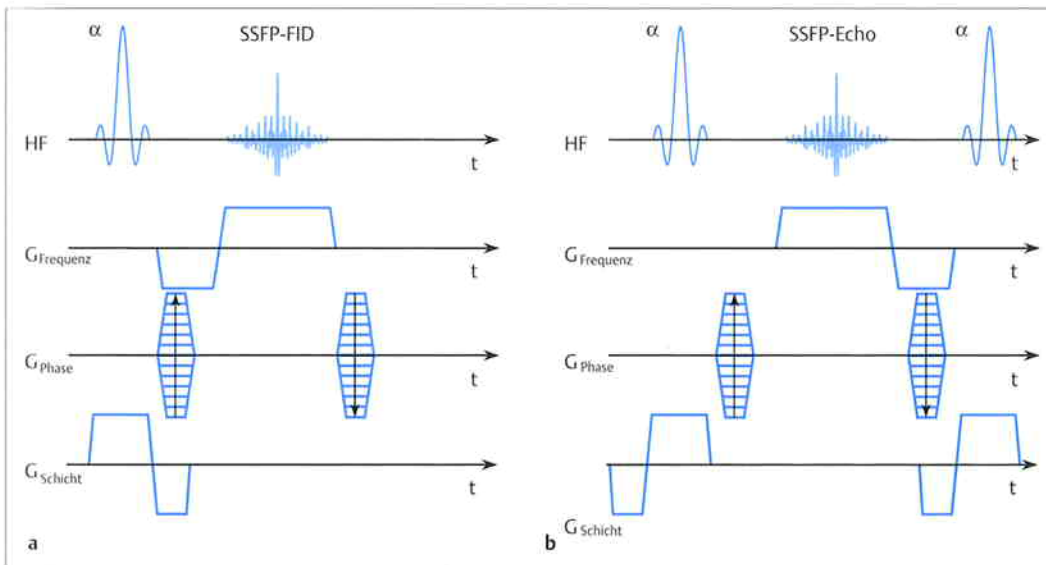 α SSFP-FID
HF
t
G Frequenz
t
G Phase
t
G Schicht
t
a
α SSFP-Echo α
HF
t
G Frequenz
t
G Phase
t
G Schicht
t
b